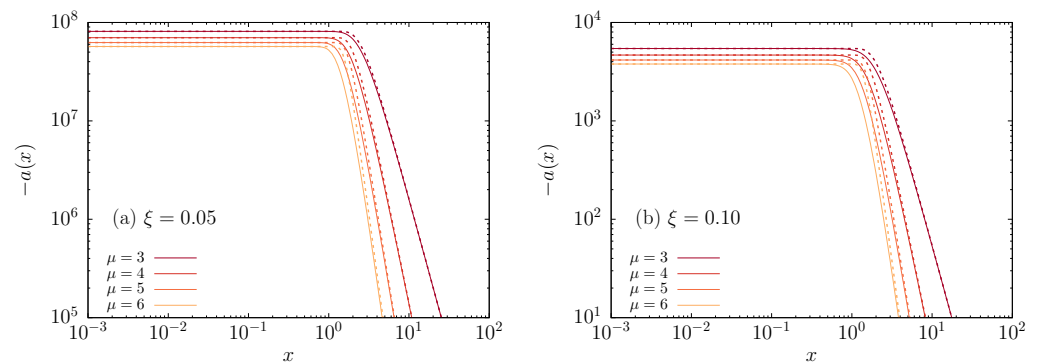 10^8
10^7
10^6
10^5
−a(x)
(a) ξ = 0.05
μ = 3
μ = 4
μ = 5
μ = 6
10^−3 10^−2 10^−1 10^0 10^1 10^2
x
10^4
10^3
10^2
10^1
−a(x)
(b) ξ = 0.10
μ = 3
μ = 4
μ = 5
μ = 6
10^−3 10^−2 10^−1 10^0 10^1 10^2
x